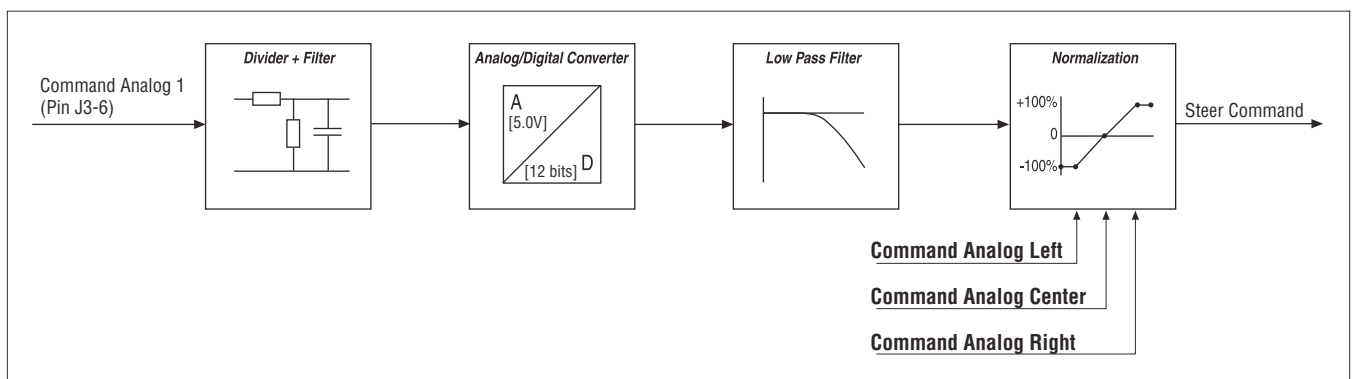 Divider + Filter
Analog/Digital Converter
Low Pass Filter
Normalization
Command Analog 1
(Pin J3-6)
A
[5.0V]
[12 bits]
D
+100%
0
-100%
Steer Command
Command Analog Left
Command Analog Center
Command Analog Right